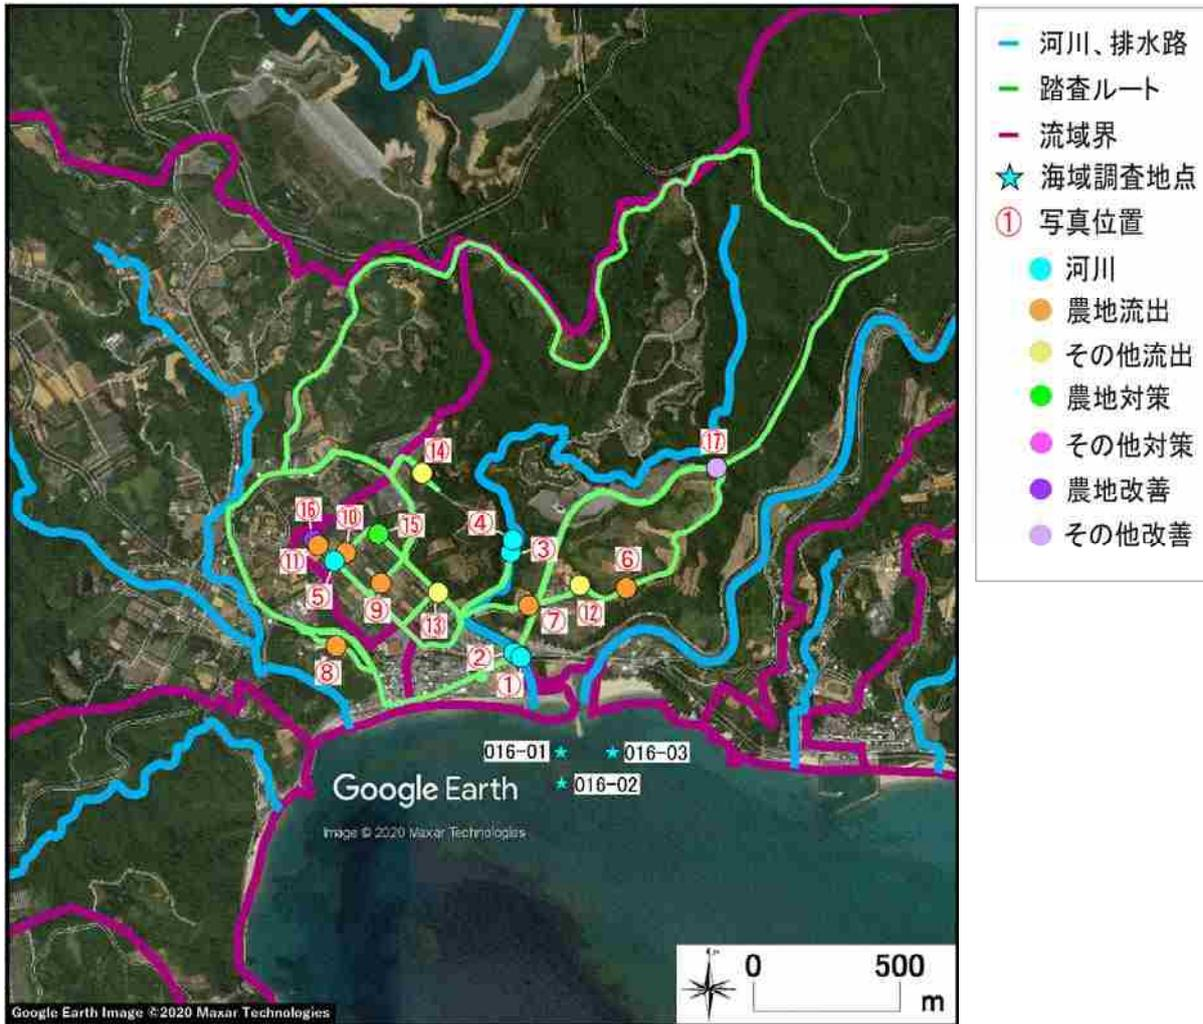 河川、排水路
踏査ルート
流域界
海域調査地点
① 写真位置
河川
農地流出
その他流出
農地対策
その他対策
農地改善
その他改善
⑭
⑰
⑯
⑩
⑮
④
③
⑪
⑤
⑨
⑬
⑥
⑦
⑫
⑧
②
①
016-01
016-03
016-02
Google Earth
Image © 2020 Maxar Technologies
0 500
m
Google Earth Image ©2020 Maxar Technologies